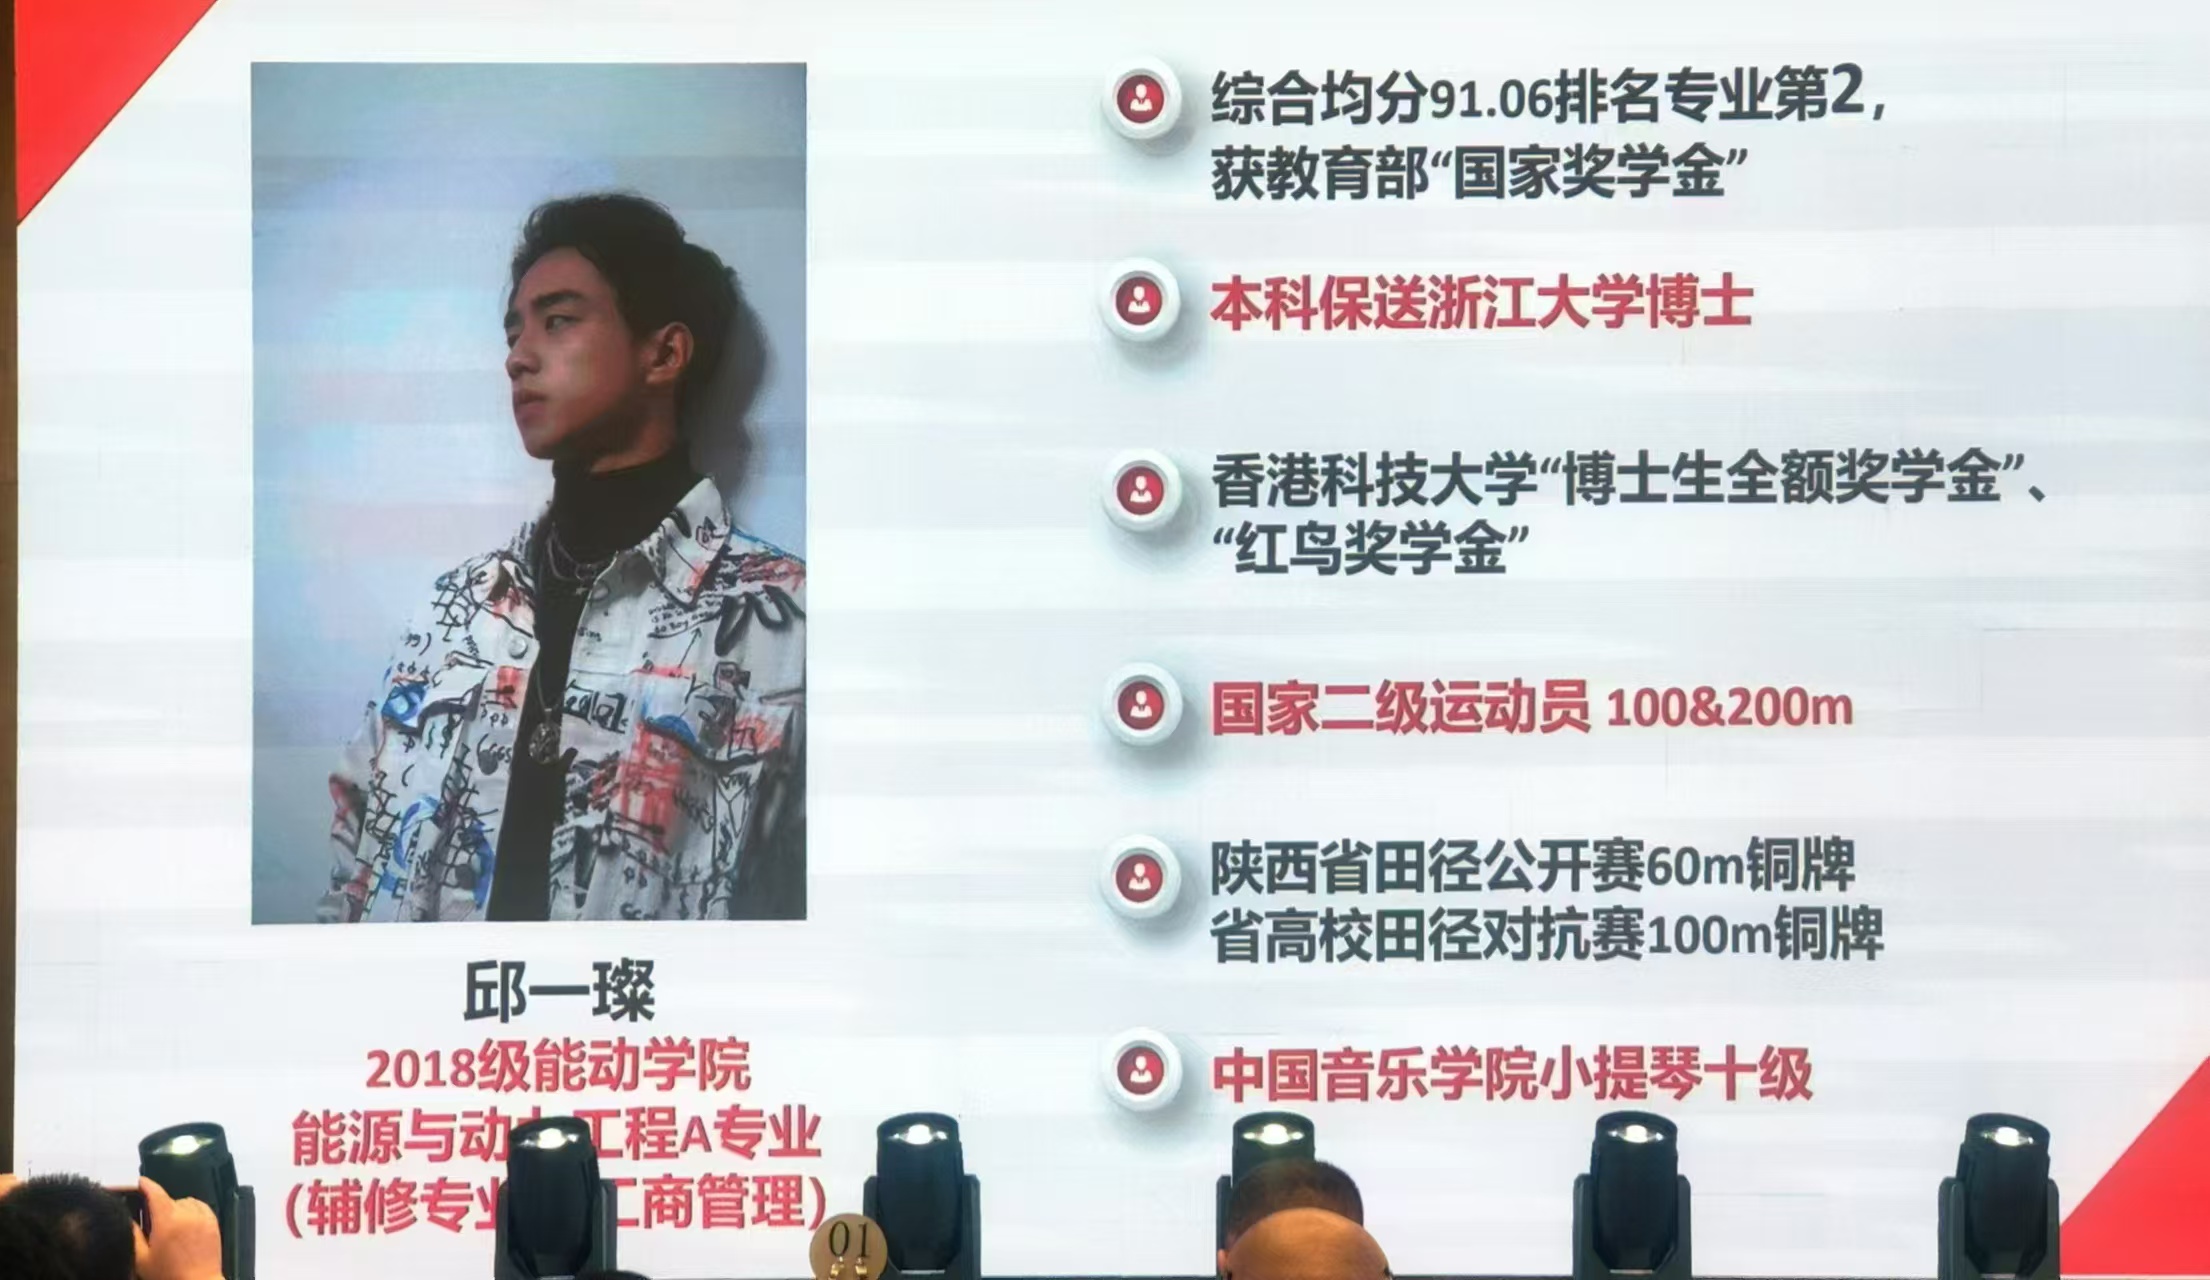 综合均分91.06排名专业第2,
获教育部“国家奖学金”
本科保送浙江大学博士
香港科技大学“博士生全额奖学金”、
“红鸟奖学金”
国家二级运动员 100&200m
陕西省田径公开赛60m铜牌
省高校田径对抗赛100m铜牌
中国音乐学院小提琴十级
邱一璨
2018级能动学院
能源与动力工程A专业
(辅修专业 工商管理)
01